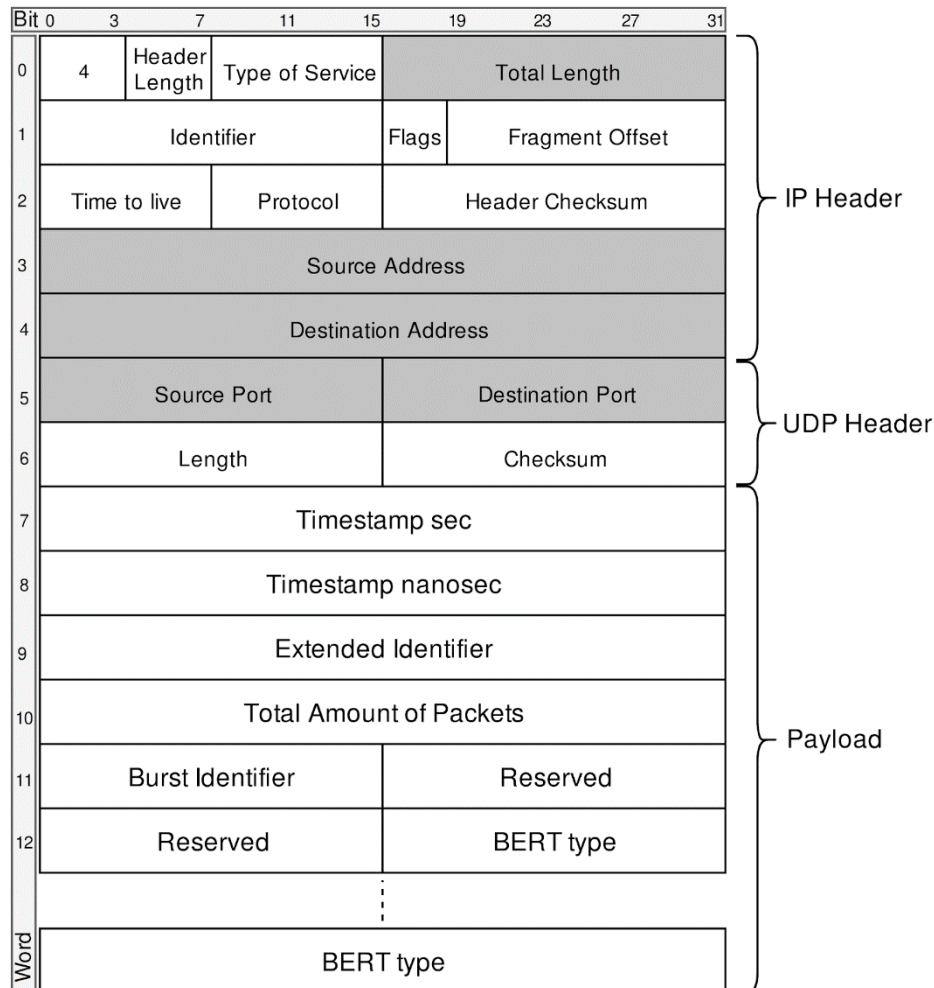 Bit 0 3 7 11 15 19 23 27 31
0 4 Header Length Type of Service Total Length
1 Identifier Flags Fragment Offset
2 Time to live Protocol Header Checksum
IP Header
3 Source Address
4 Destination Address
5 Source Port Destination Port
UDP Header
6 Length Checksum
7 Timestamp sec
8 Timestamp nanosec
9 Extended Identifier
10 Total Amount of Packets
Payload
11 Burst Identifier Reserved
12 Reserved BERT type
Word BERT type